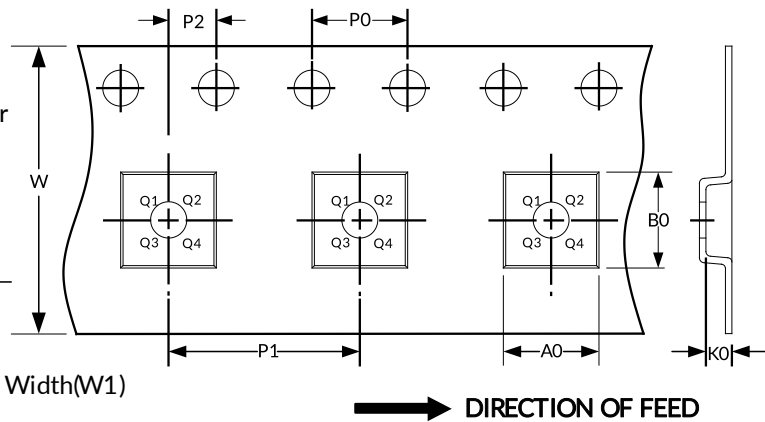 P2 P0
r
W
Q1 Q2 Q1 Q2 Q1 Q2
B0
Q3 Q4 Q3 Q4 Q3 Q4
P1 A0 K0
Width(W1)
DIRECTION OF FEED